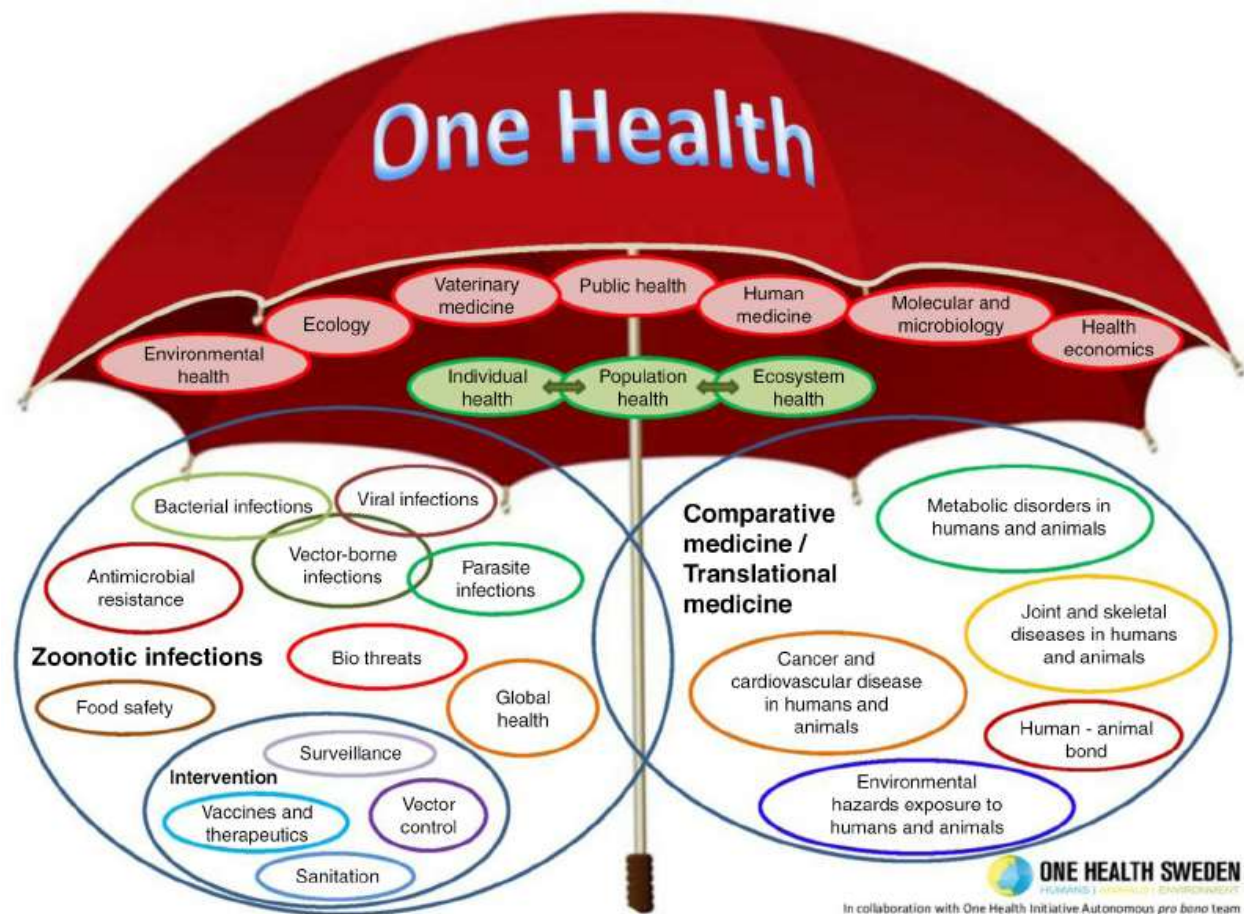 One Health
Public health
Vaterinary
medicine
Human
medicine
Ecology
Molecular and
microbiology
Environmental
health
Health
economics
Individual
health
Population
health
Ecosystem
health
Bacterial infections
Viral infections
Vector-borne
infections
Parasite
infections
Antimicrobial
resistance
Zoonotic infections
Bio threats
Food safety
Global
health
Surveillance
Intervention
Vaccines and
therapeutics
Vector
control
Sanitation
Comparative
medicine /
Translational
medicine
Metabolic disorders in
humans and animals
Joint and skeletal
diseases in humans
and animals
Cancer and
cardiovascular disease
in humans and
animals
Human - animal
bond
Environmental
hazards exposure to
humans and animals
ONE HEALTH SWEDEN
HUMANS | ANIMALS | ENVIRONMENT
In collaboration with One Health Initiative Autonomous pro bono team